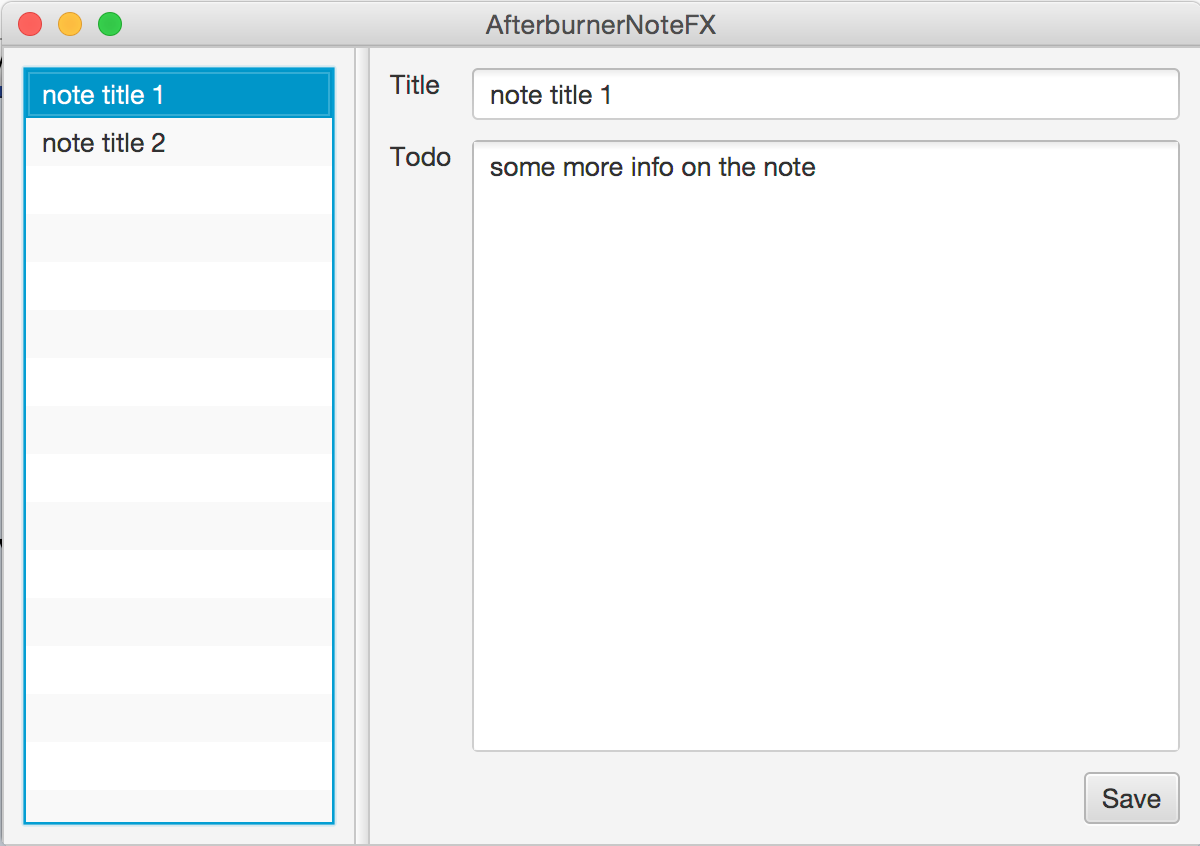 AfterburnerNoteFX
note title 1
note title 2
Title
note title 1
Todo
some more info on the note
Save